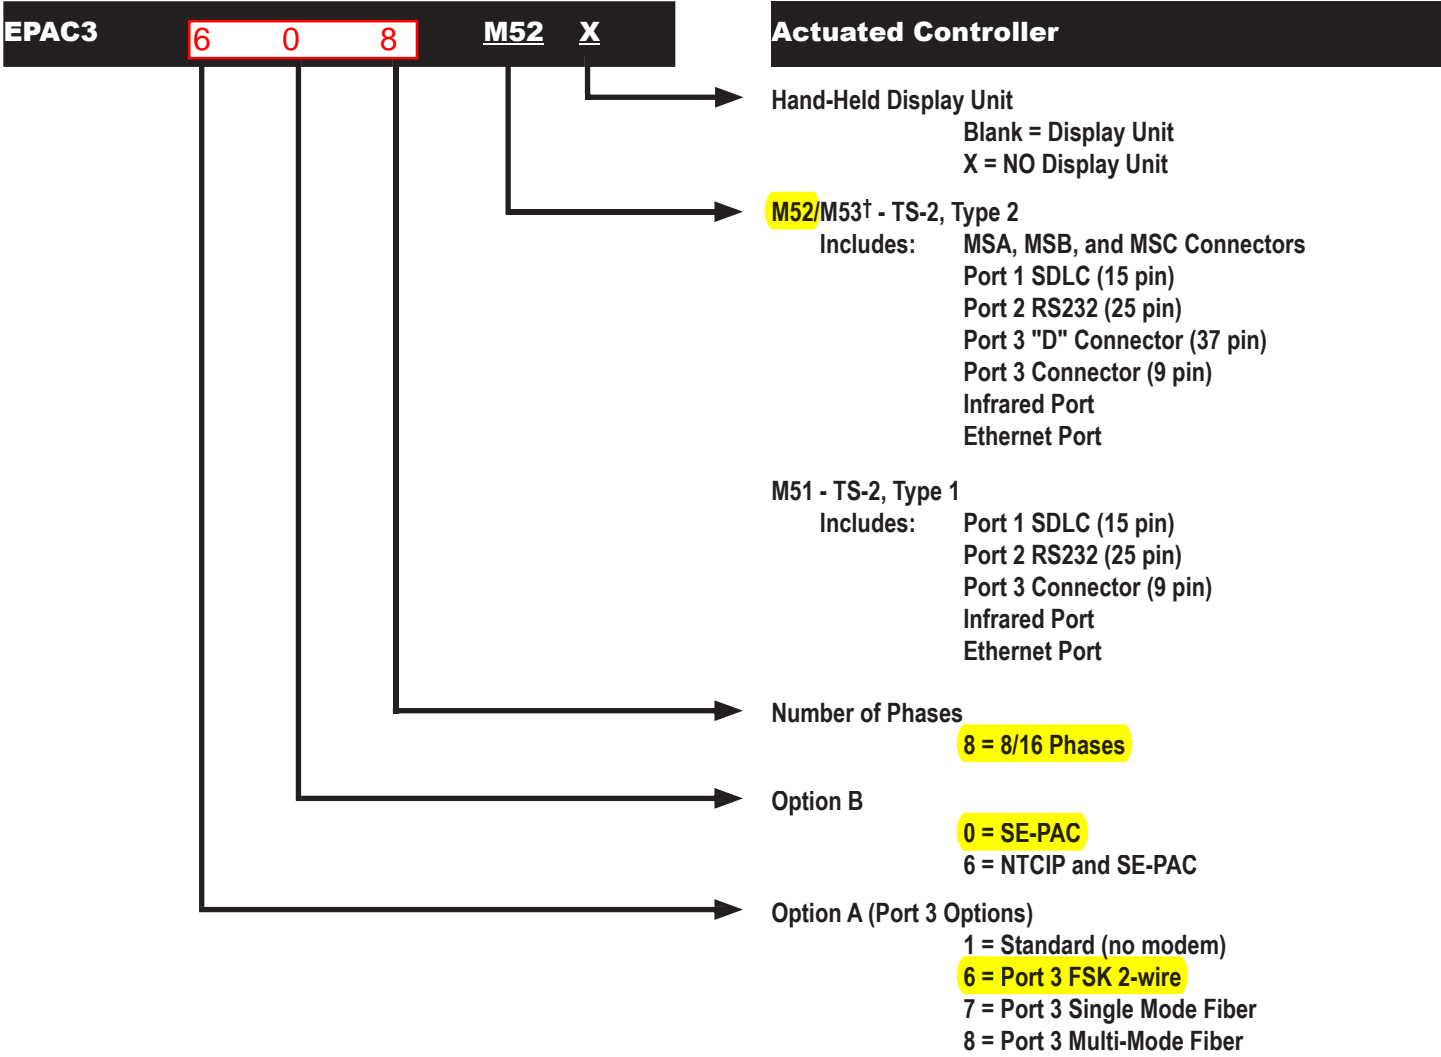 EPAC3 6 0 8 M52 X Actuated Controller
Hand-Held Display Unit
Blank = Display Unit
X = NO Display Unit
M52/M53† - TS-2, Type 2
Includes: MSA, MSB, and MSC Connectors
Port 1 SDLC (15 pin)
Port 2 RS232 (25 pin)
Port 3 "D" Connector (37 pin)
Port 3 Connector (9 pin)
Infrared Port
Ethernet Port
M51 - TS-2, Type 1
Includes: Port 1 SDLC (15 pin)
Port 2 RS232 (25 pin)
Port 3 Connector (9 pin)
Infrared Port
Ethernet Port
Number of Phases
8 = 8/16 Phases
Option B
0 = SE-PAC
6 = NTCIP and SE-PAC
Option A (Port 3 Options)
1 = Standard (no modem)
6 = Port 3 FSK 2-wire
7 = Port 3 Single Mode Fiber
8 = Port 3 Multi-Mode Fiber